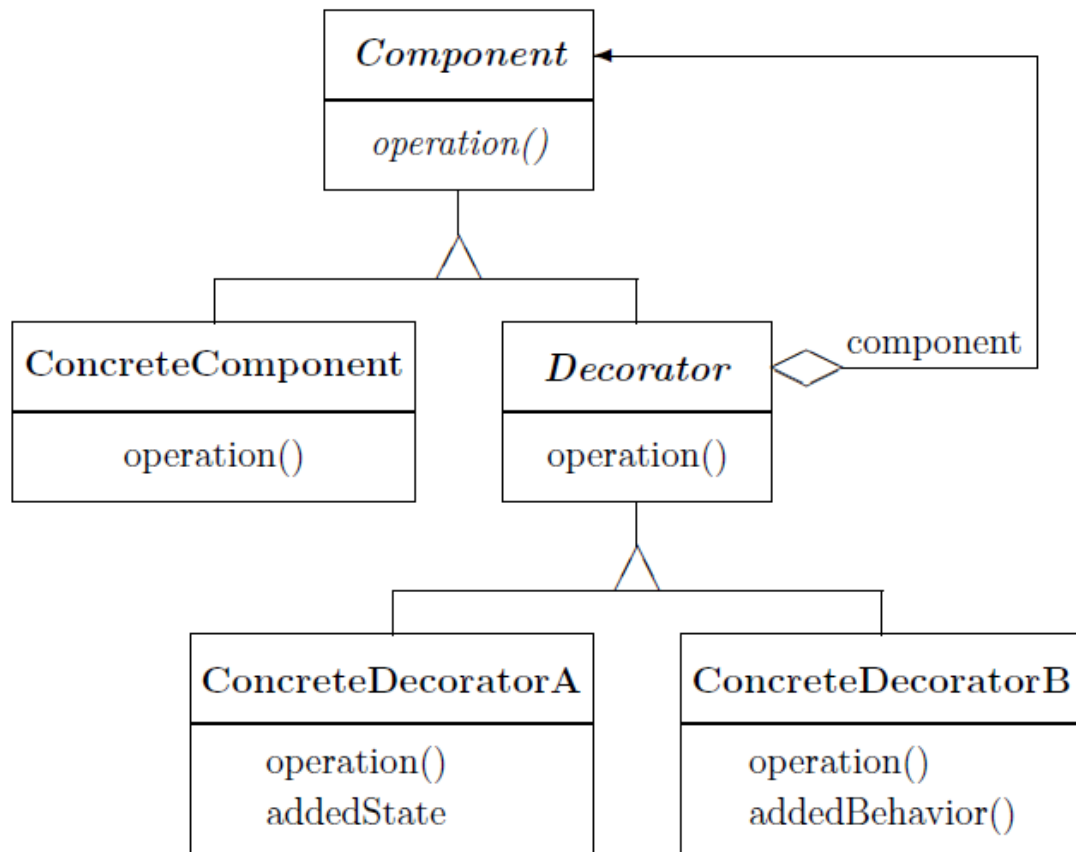 Component
operation()
ConcreteComponent
operation()
Decorator
operation()
component
ConcreteDecoratorA
operation()
addedState
ConcreteDecoratorB
operation()
addedBehavior()